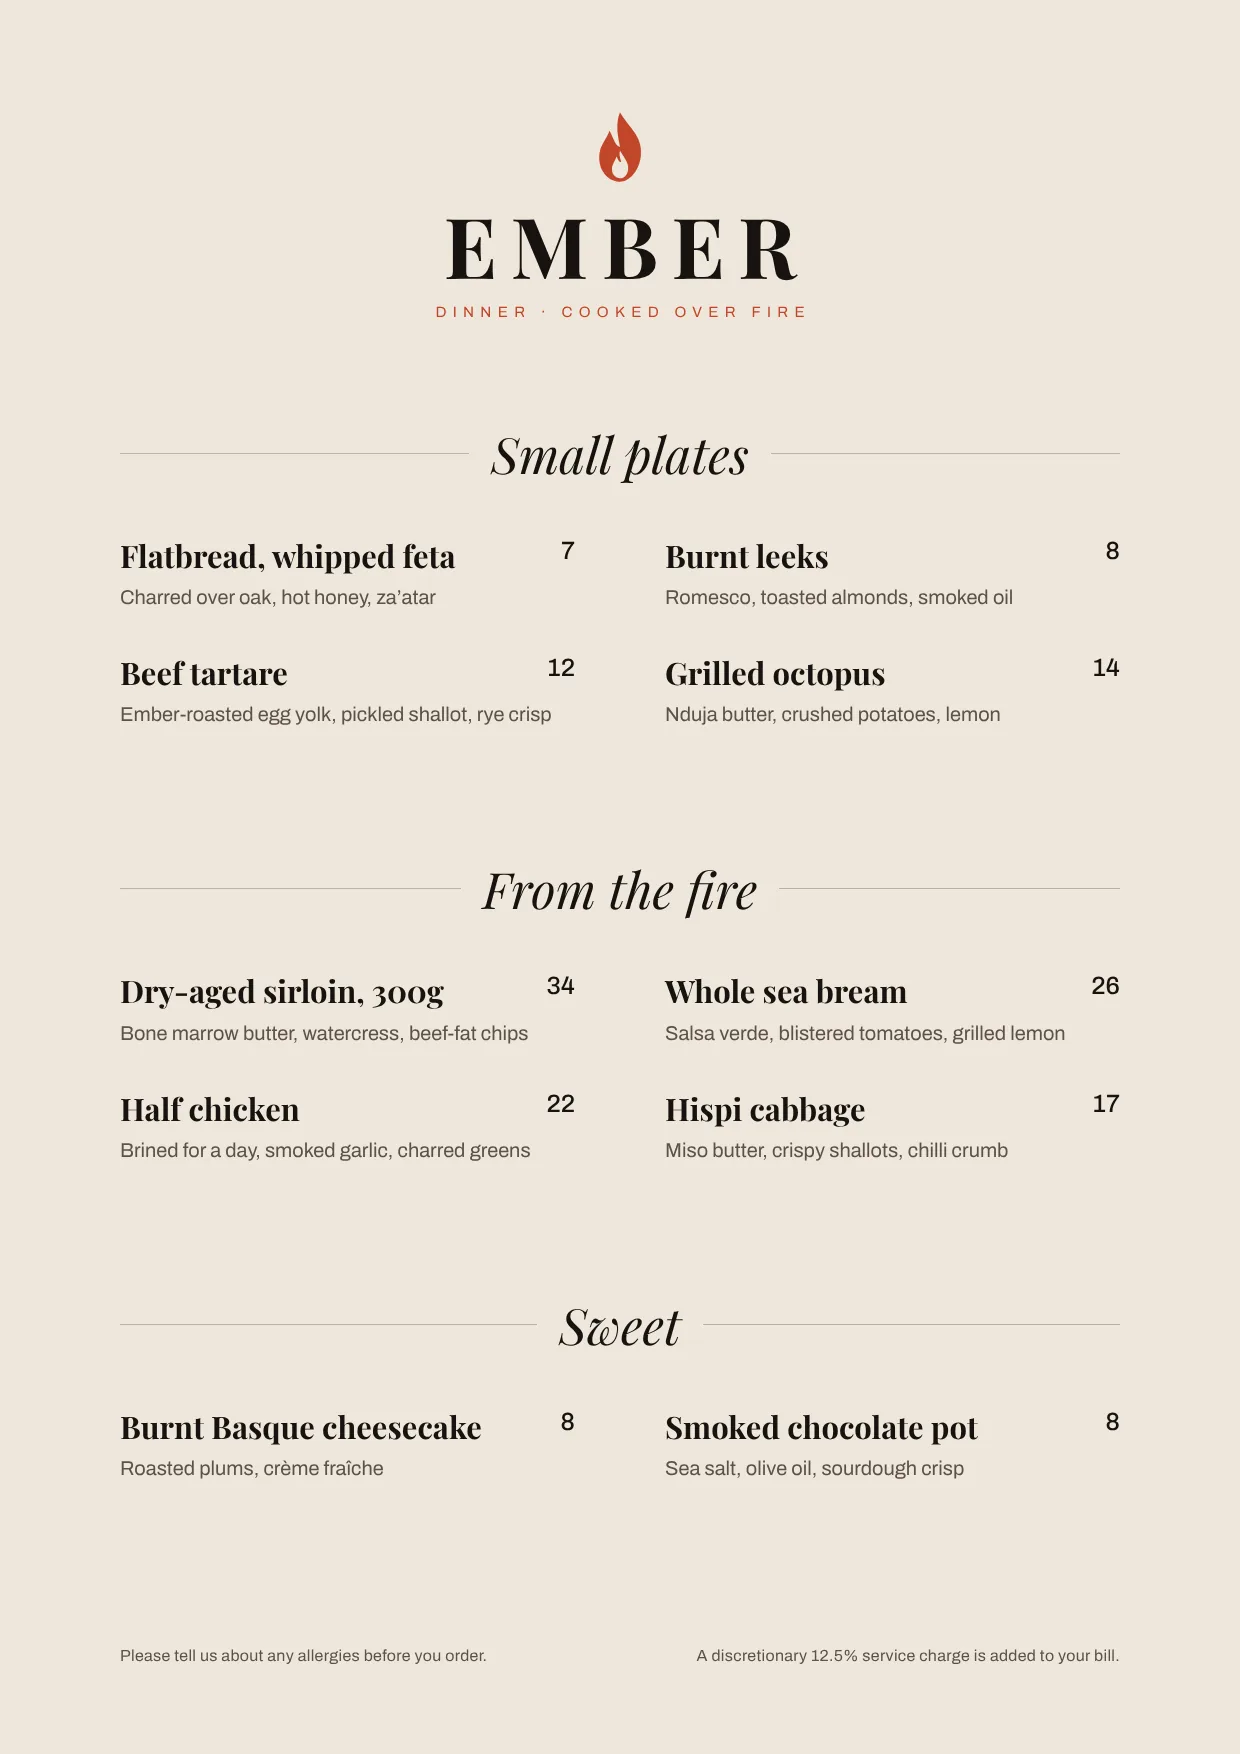 EMBER
DINNER · COOKED OVER FIRE
Small plates
Flatbread, whipped feta 7
Charred over oak, hot honey, za’atar
Burnt leeks 8
Romesco, toasted almonds, smoked oil
Beef tartare 12
Ember-roasted egg yolk, pickled shallot, rye crisp
Grilled octopus 14
Nduja butter, crushed potatoes, lemon
From the fire
Dry-aged sirloin, 300g 34
Bone marrow butter, watercress, beef-fat chips
Whole sea bream 26
Salsa verde, blistered tomatoes, grilled lemon
Half chicken 22
Brined for a day, smoked garlic, charred greens
Hispi cabbage 17
Miso butter, crispy shallots, chilli crumb
Sweet
Burnt Basque cheesecake 8
Roasted plums, crème fraîche
Smoked chocolate pot 8
Sea salt, olive oil, sourdough crisp
Please tell us about any allergies before you order.
A discretionary 12.5% service charge is added to your bill.